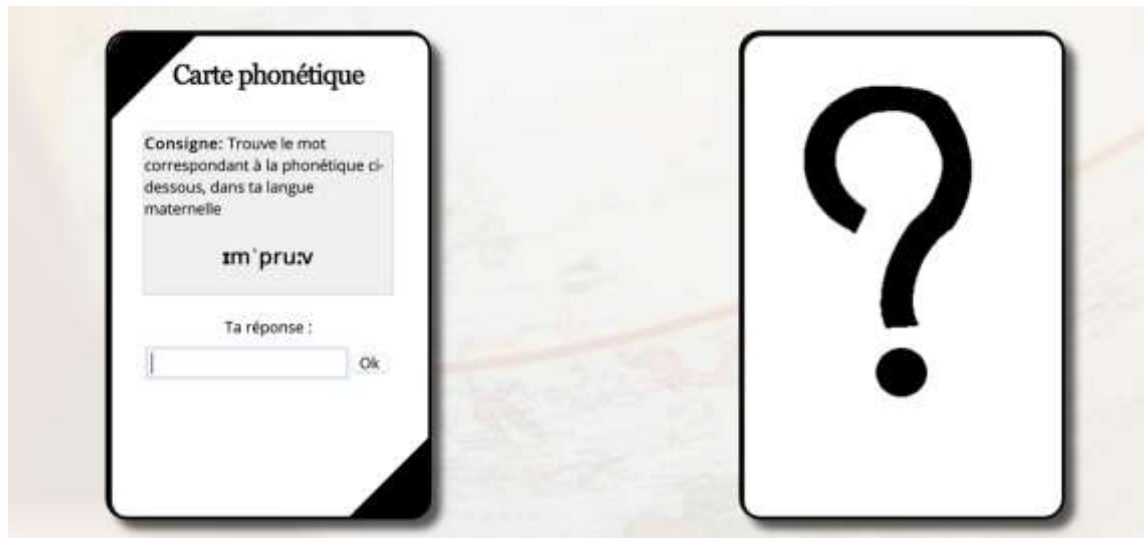 Carte phonétique
Consigne: Trouve le mot
correspondant à la phonétique ci-
dessous, dans ta langue
maternelle
ɪmˈpruːv
Ta réponse :
Ok
?